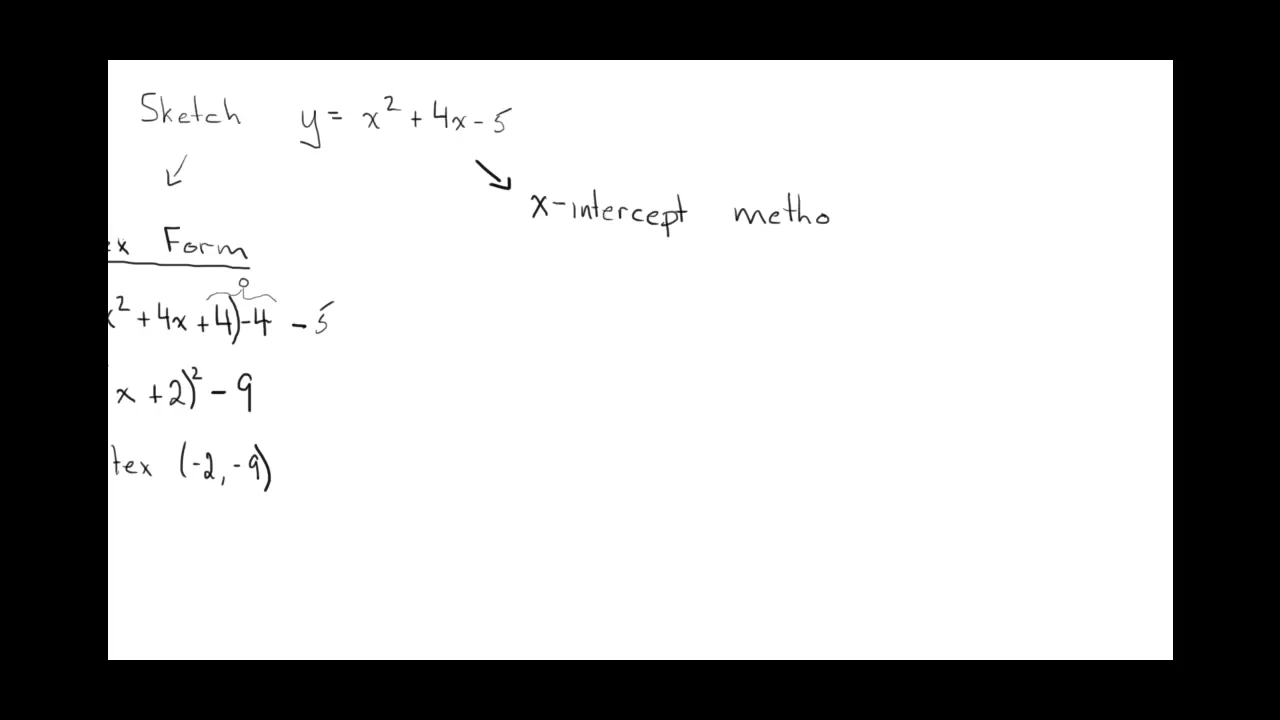 Sketch y = x² + 4x - 5
x-intercept metho
ex Form
x² + 4x + 4) - 4 - 5
x + 2)² - 9
tex (-2, -9)